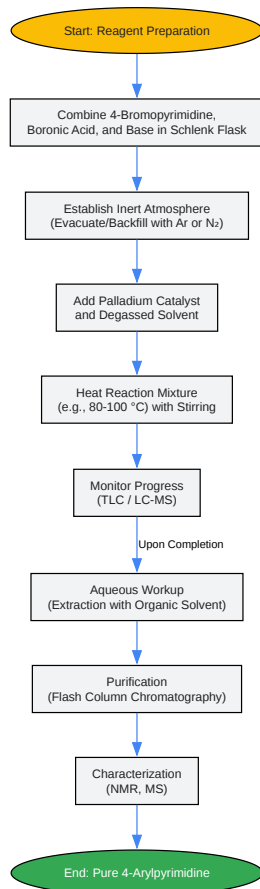 Start: Reagent Preparation
Combine 4-Bromopyrimidine,
Boronic Acid, and Base in Schlenk Flask
Establish Inert Atmosphere
(Evacuate/Backfill with Ar or N₂)
Add Palladium Catalyst
and Degassed Solvent
Heat Reaction Mixture
(e.g., 80-100 °C) with Stirring
Monitor Progress
(TLC / LC-MS)
Upon Completion
Aqueous Workup
(Extraction with Organic Solvent)
Purification
(Flash Column Chromatography)
Characterization
(NMR, MS)
End: Pure 4-Arylpyrimidine